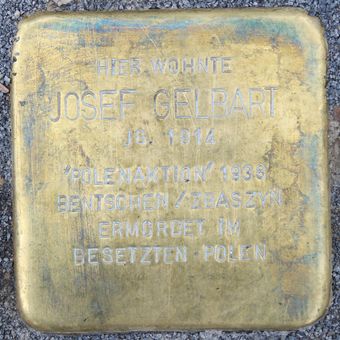 HIER WOHNTE
JOSEF GELBART
JG. 1914
'POLENAKTION' 1938
BENTSCHEN/ZBASZYN
ERMORDET IM
BESETZTEN POLEN